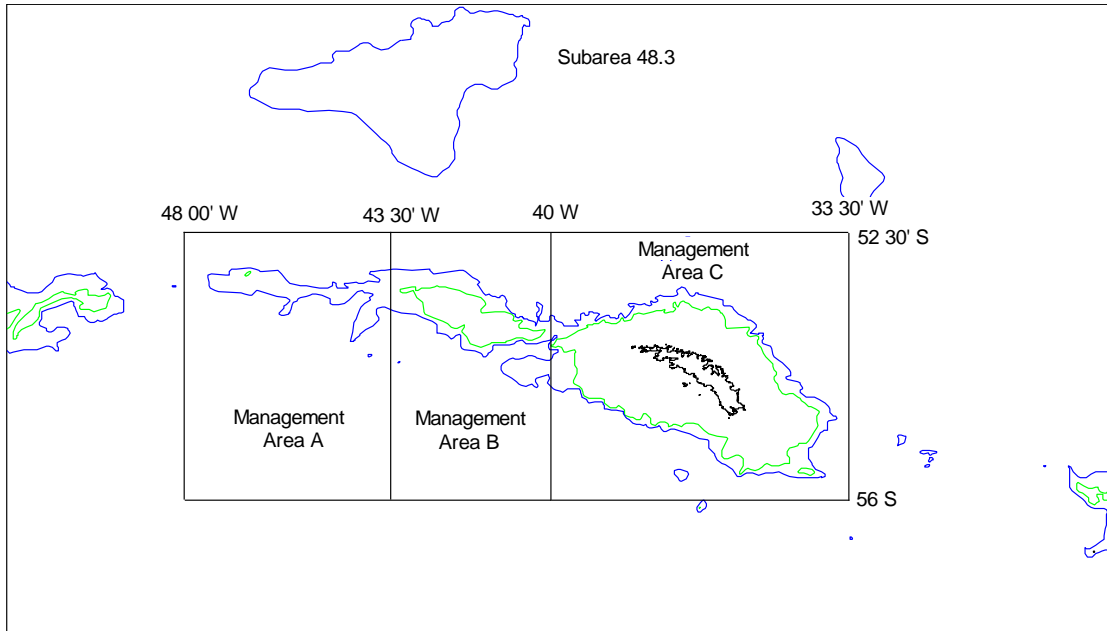 Subarea 48.3
48 00' W
43 30' W
40 W
33 30' W
52 30' S
Management
Area C
Management
Area A
Management
Area B
56 S